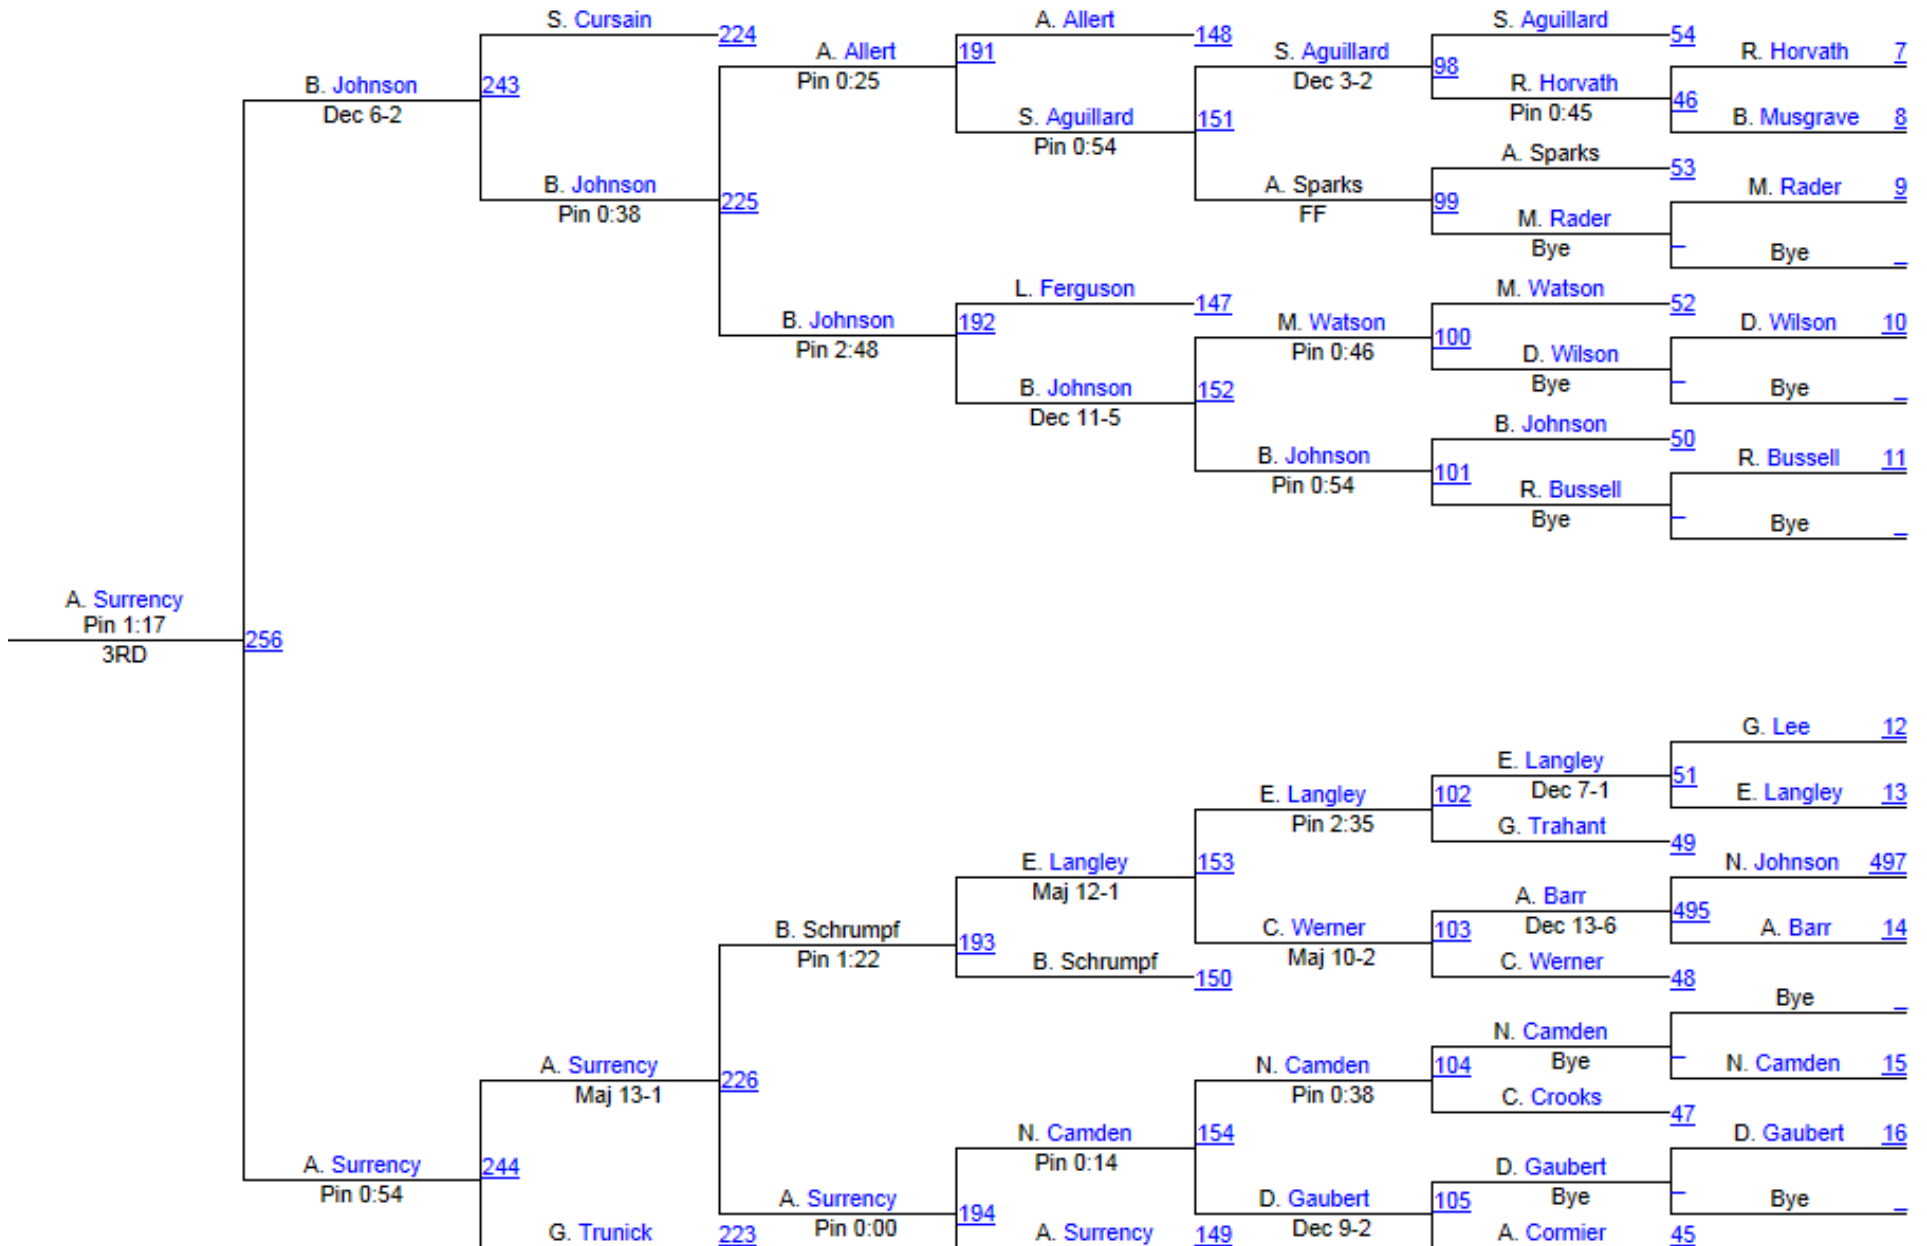 S. Cursain
224
A. Allert
148
S. Aguillard
54
A. Allert
Pin 0:25
191
S. Aguillard
Dec 3-2
98
R. Horvath 7
B. Johnson
Dec 6-2
243
R. Horvath
Pin 0:45
46
B. Musgrave 8
S. Aguillard
Pin 0:54
151
A. Sparks
53
B. Johnson
Pin 0:38
225
A. Sparks
FF
99
M. Rader 9
M. Rader
Bye
_
Bye _
L. Ferguson
147
M. Watson
52
B. Johnson
Pin 2:48
192
M. Watson
Pin 0:46
100
D. Wilson 10
D. Wilson
Bye
_
Bye _
B. Johnson
Dec 11-5
152
B. Johnson
50
B. Johnson
Pin 0:54
101
R. Bussell 11
R. Bussell
Bye
_
Bye _
A. Surrency
Pin 1:17
3RD
256
G. Lee 12
E. Langley
Dec 7-1
51
E. Langley
Pin 2:35
102
E. Langley 13
G. Trahant
49
E. Langley
Maj 12-1
153
N. Johnson 497
A. Barr
Dec 13-6
495
B. Schrumpf
Pin 1:22
193
C. Werner
Maj 10-2
103
A. Barr 14
B. Schrumpf
150
C. Werner
48
Bye _
N. Camden
Bye
_
A. Surrency
Maj 13-1
226
N. Camden
Pin 0:38
104
N. Camden 15
C. Crooks
47
N. Camden
Pin 0:14
154
D. Gaubert 16
A. Surrency
Pin 0:54
244
D. Gaubert
Bye
_
A. Surrency
Pin 0:00
194
D. Gaubert
Dec 9-2
105
Bye _
G. Trunick
223
A. Surrency
149
A. Cormier
45